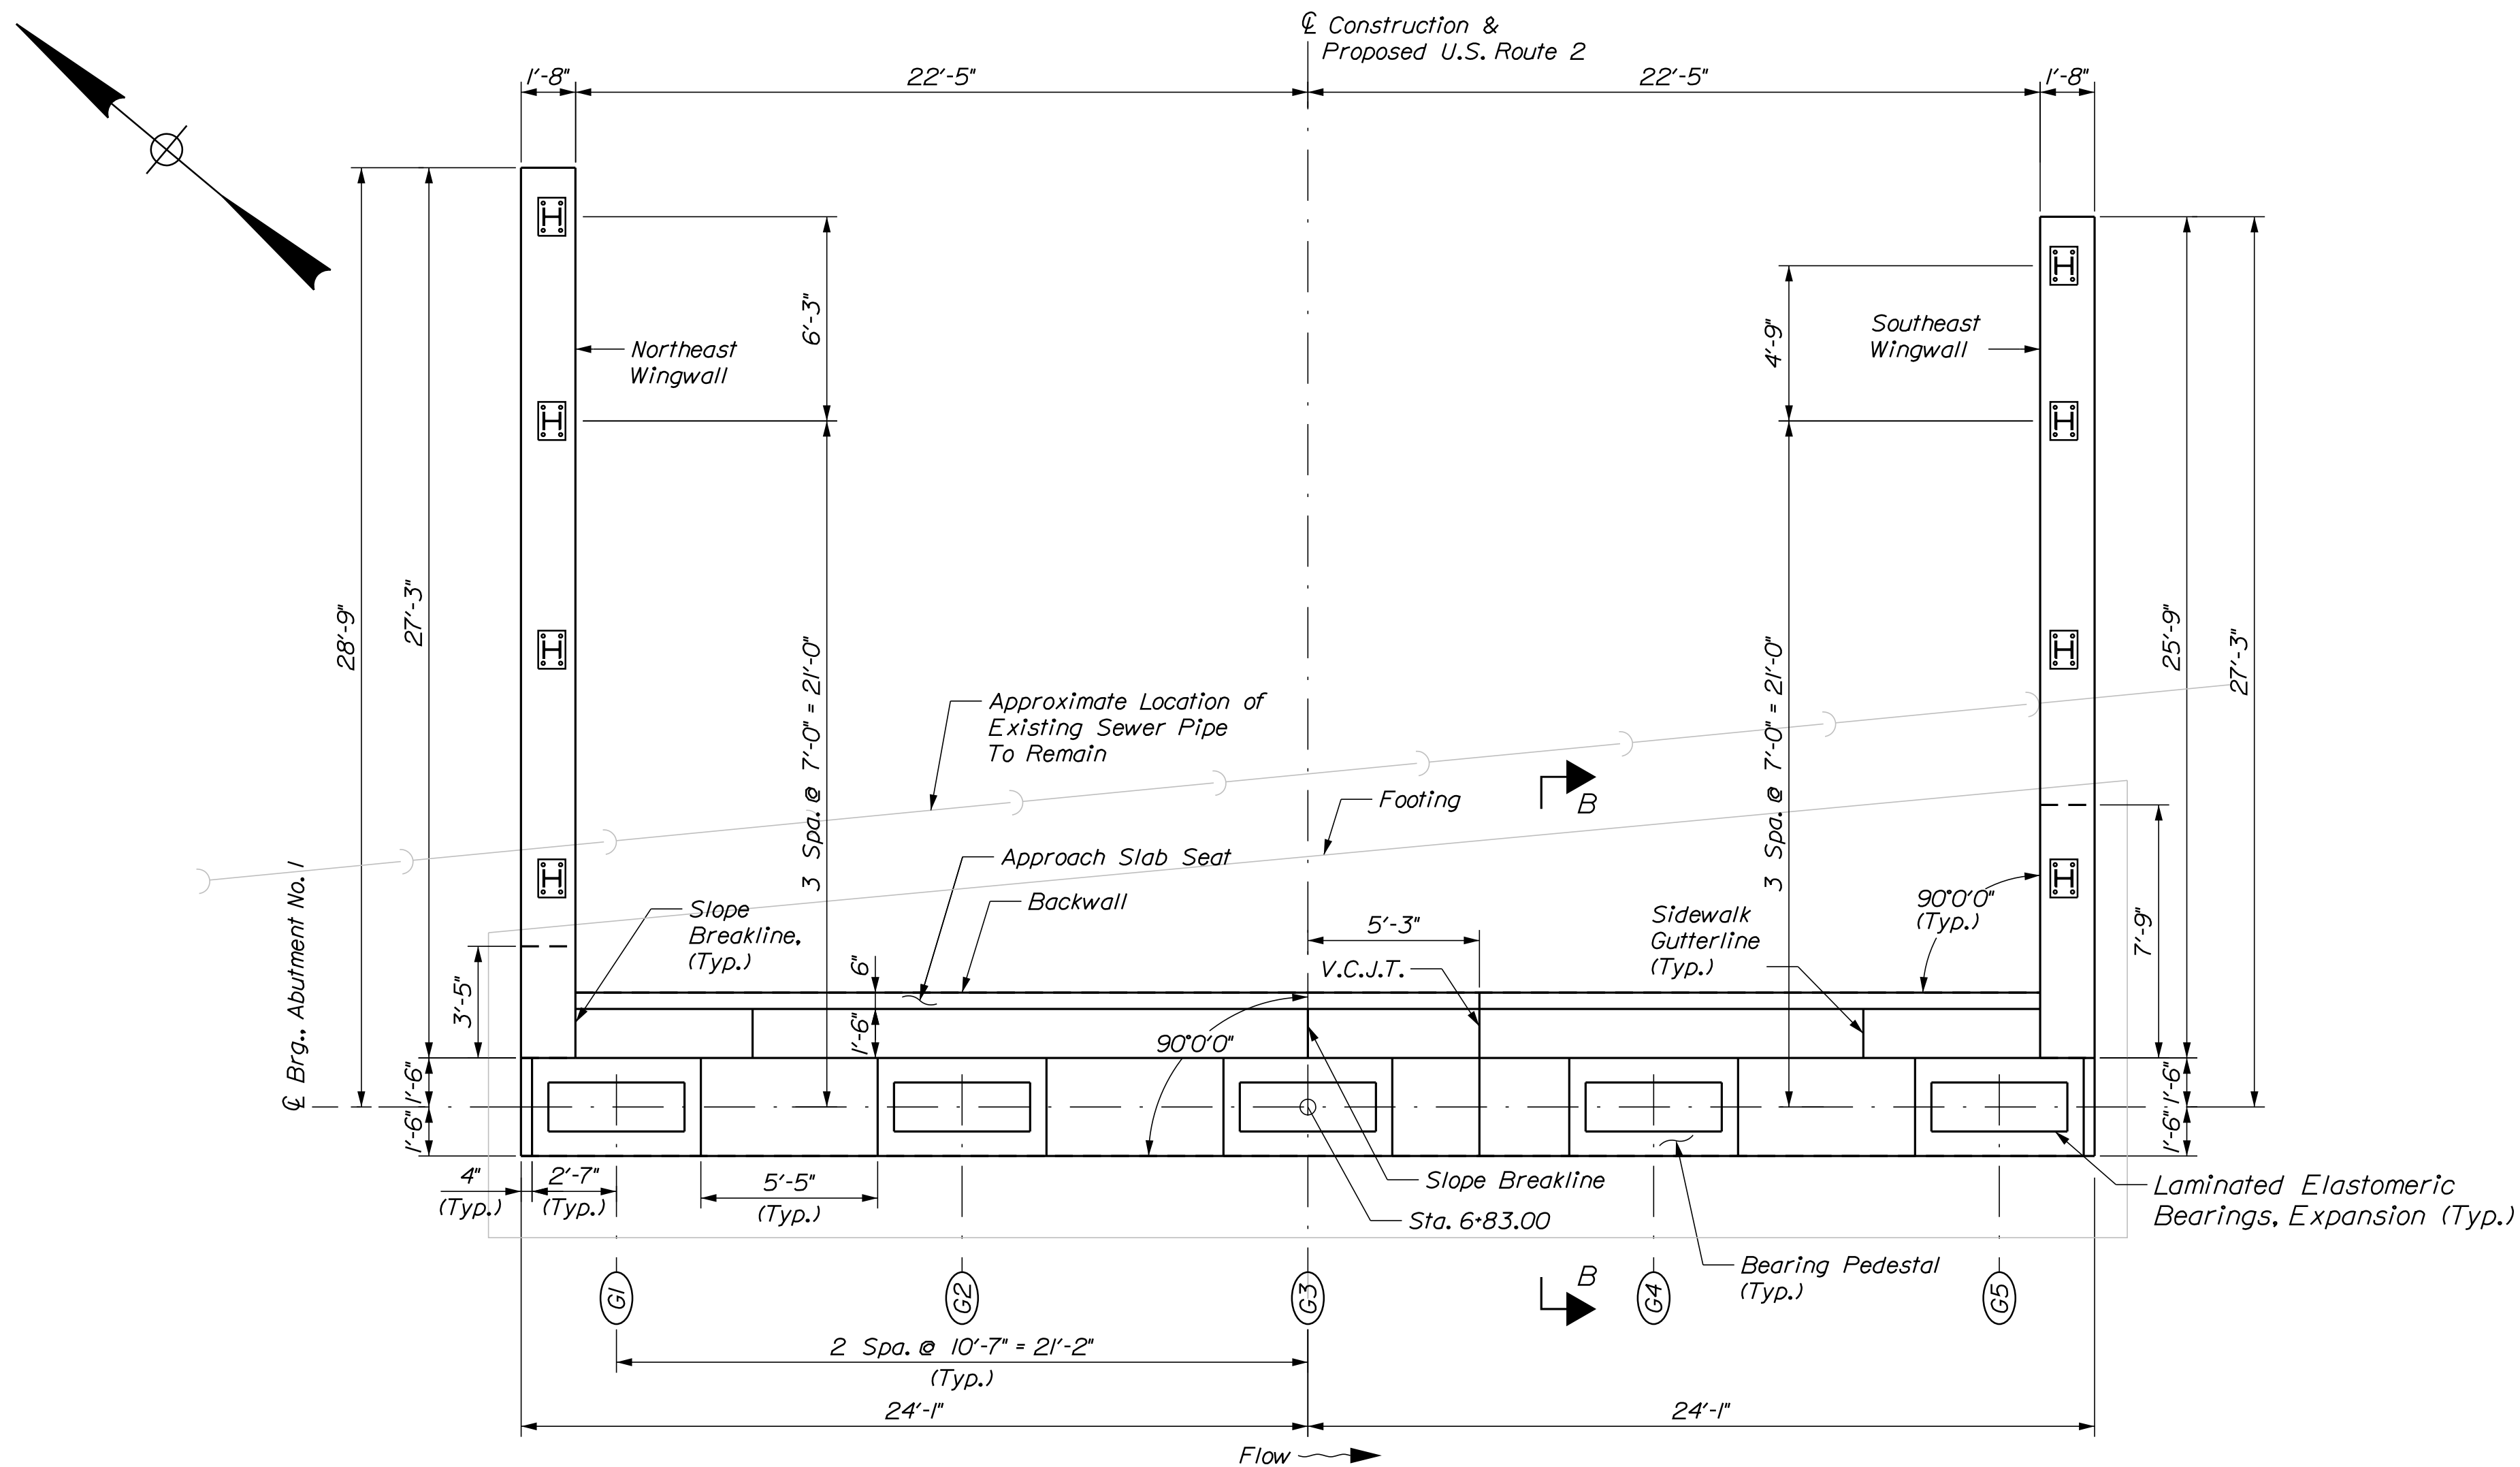 ℄ Construction &
Proposed U.S. Route 2
1'-8"
22'-5"
22'-5"
1'-8"
6'-3"
4'-9"
Northeast
Wingwall
Southeast
Wingwall
28'-9"
27'-3"
3 Spa. @ 7'-0" = 21'-0"
3 Spa. @ 7'-0" = 21'-0"
25'-9"
27'-3"
Approximate Location of
Existing Sewer Pipe
To Remain
B
Footing
Approach Slab Seat
Backwall
℄ Brg., Abutment No. 1
Slope
Breakline,
(Typ.)
5'-3"
V.C.J.T.
Sidewalk
Gutterline
(Typ.)
90°0'0"
(Typ.)
7'-9"
3'-5"
6"
1'-6"
90°0'0"
1'-6"
1'-6"
1'-6"
1'-6"
4"
(Typ.)
2'-7"
(Typ.)
5'-5"
(Typ.)
Slope Breakline
Sta. 6+83.00
Laminated Elastomeric
Bearings, Expansion (Typ.)
Bearing Pedestal
(Typ.)
B
G1
G2
G3
G4
G5
2 Spa. @ 10'-7" = 21'-2"
(Typ.)
24'-1"
24'-1"
Flow